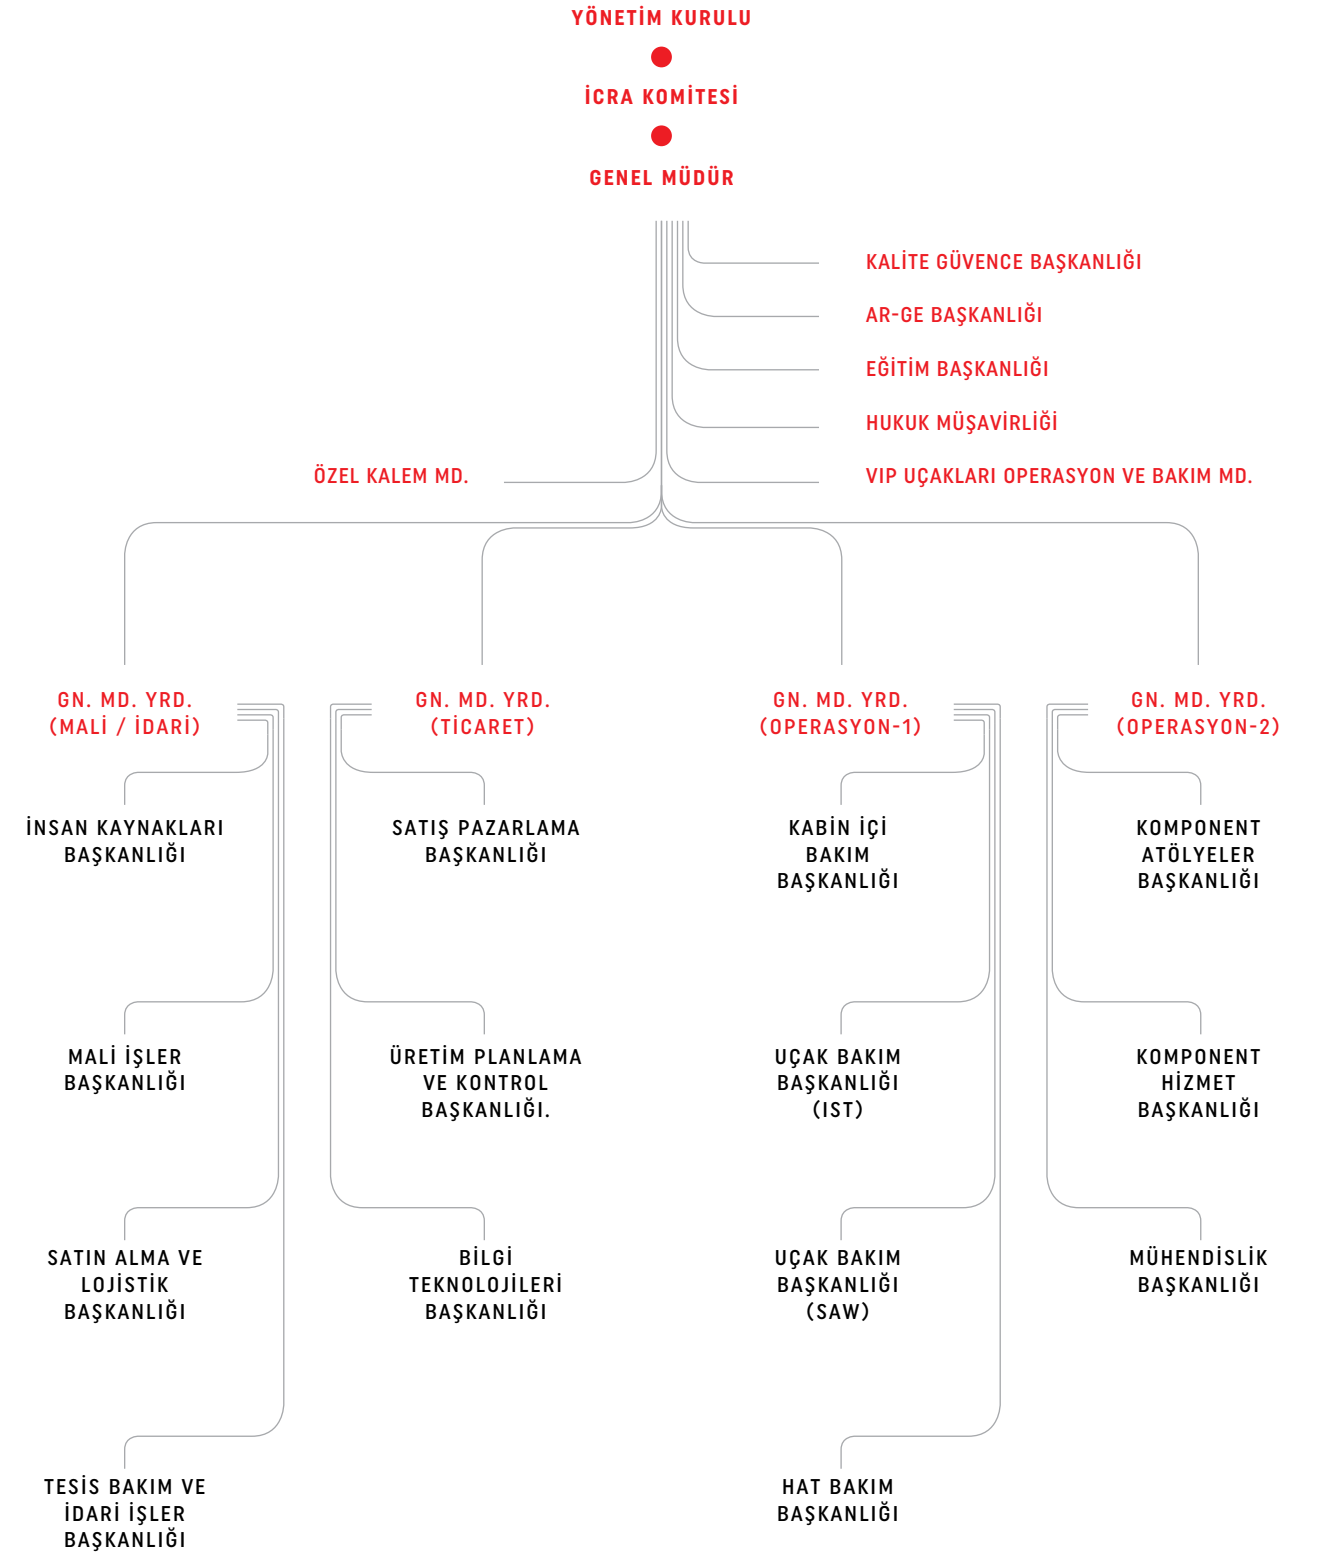 YÖNETİM KURULU
İCRA KOMİTESİ
GENEL MÜDÜR
KALİTE GÜVENCE BAŞKANLIĞI
AR-GE BAŞKANLIĞI
EĞİTİM BAŞKANLIĞI
HUKUK MÜŞAVİRLİĞİ
ÖZEL KALEM MD.
VIP UÇAKLARI OPERASYON VE BAKIM MD.
GN. MD. YRD.
(MALİ / İDARİ)
GN. MD. YRD.
(TİCARET)
GN. MD. YRD.
(OPERASYON-1)
GN. MD. YRD.
(OPERASYON-2)
İNSAN KAYNAKLARI
BAŞKANLIĞI
SATIŞ PAZARLAMA
BAŞKANLIĞI
KABİN İÇİ
BAKIM
BAŞKANLIĞI
KOMPONENT
ATÖLYELER
BAŞKANLIĞI
MALİ İŞLER
BAŞKANLIĞI
ÜRETİM PLANLAMA
VE KONTROL
BAŞKANLIĞI.
UÇAK BAKIM
BAŞKANLIĞI
(IST)
KOMPONENT
HİZMET
BAŞKANLIĞI
SATIN ALMA VE
LOJİSTİK
BAŞKANLIĞI
BİLGİ
TEKNOLOJİLERİ
BAŞKANLIĞI
UÇAK BAKIM
BAŞKANLIĞI
(SAW)
MÜHENDİSLİK
BAŞKANLIĞI
TESİS BAKIM VE
İDARİ İŞLER
BAŞKANLIĞI
HAT BAKIM
BAŞKANLIĞI